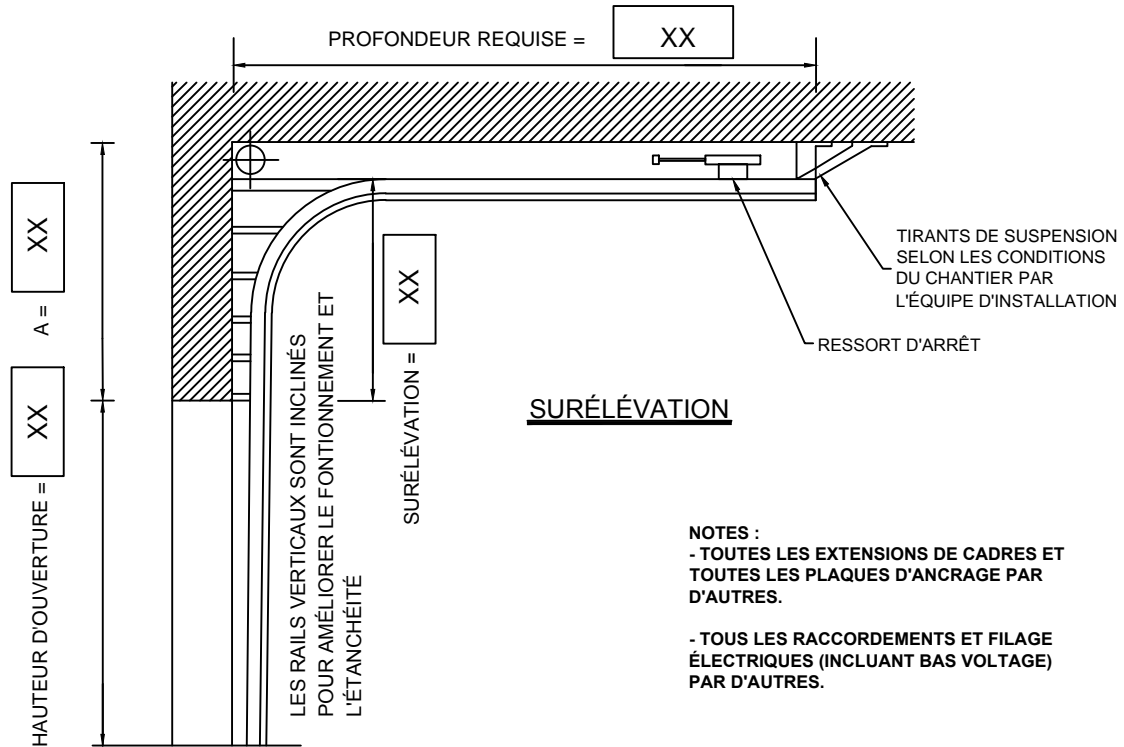 PROFONDEUR REQUISE = XX
XX
A =
XX
HAUTEUR D'OUVERTURE =
LES RAILS VERTICAUX SONT INCLINÉS
POUR AMÉLIORER LE FONTIONNEMENT ET
L'ÉTANCHÉITÉ
XX
SURÉLÉVATION =
TIRANTS DE SUSPENSION
SELON LES CONDITIONS
DU CHANTIER PAR
L'ÉQUIPE D'INSTALLATION
RESSORT D'ARRÊT
SURÉLÉVATION
NOTES :
- TOUTES LES EXTENSIONS DE CADRES ET
TOUTES LES PLAQUES D'ANCRAGE PAR
D'AUTRES.
- TOUS LES RACCORDEMENTS ET FILAGE
ÉLECTRIQUES (INCLUANT BAS VOLTAGE)
PAR D'AUTRES.